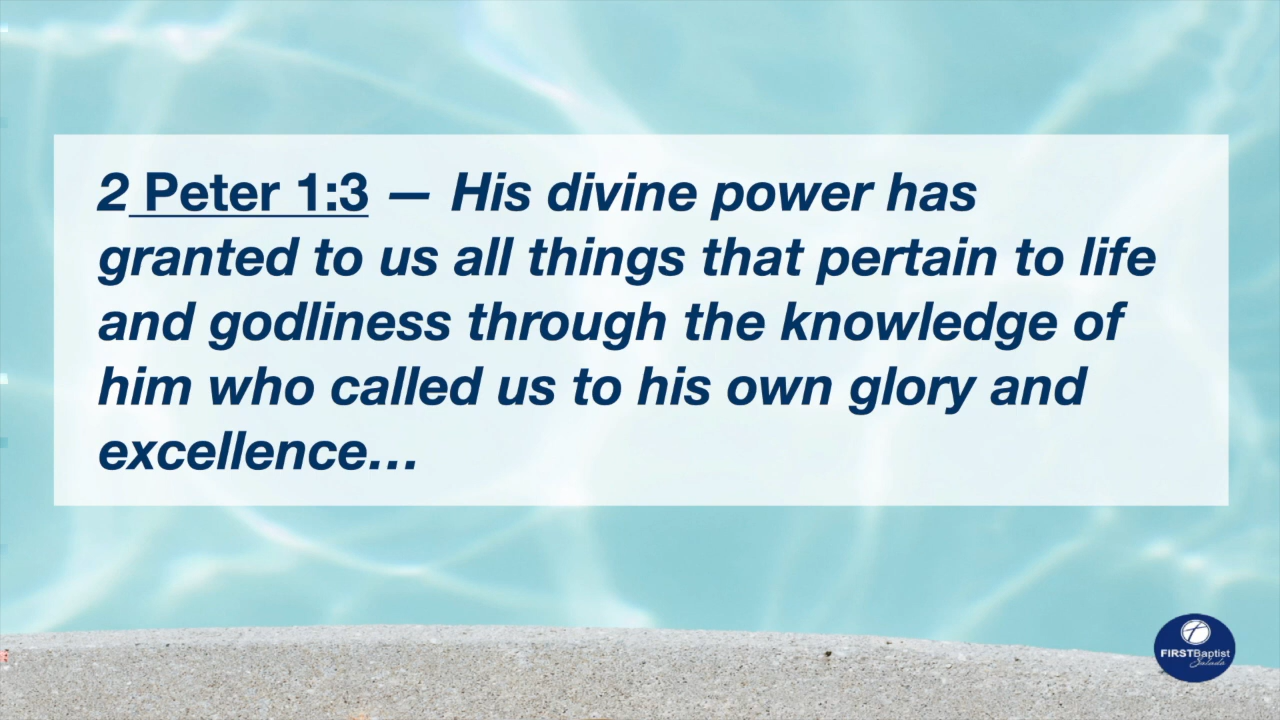 2 Peter 1:3 — His divine power has
granted to us all things that pertain to life
and godliness through the knowledge of
him who called us to his own glory and
excellence…
FIRSTBaptist
Salado